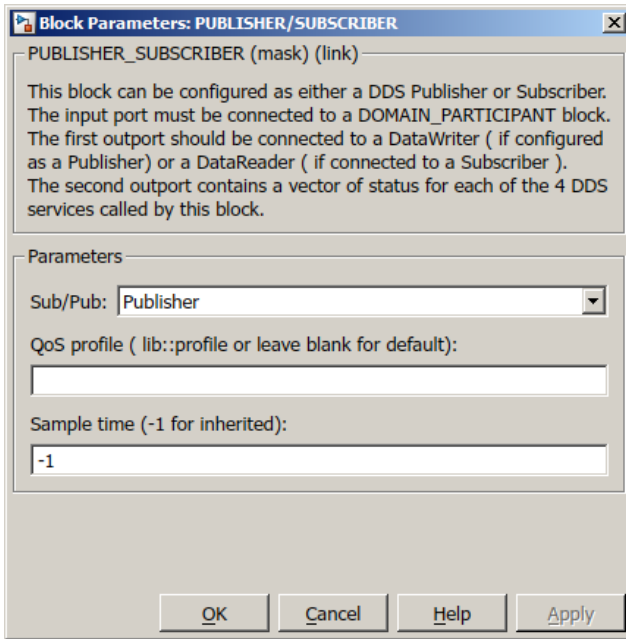 Block Parameters: PUBLISHER/SUBSCRIBER
PUBLISHER_SUBSCRIBER (mask) (link)
This block can be configured as either a DDS Publisher or Subscriber.
The input port must be connected to a DOMAIN_PARTICIPANT block.
The first outport should be connected to a DataWriter ( if configured
as a Publisher) or a DataReader ( if connected to a Subscriber ).
The second outport contains a vector of status for each of the 4 DDS
services called by this block.
Parameters
Sub/Pub: Publisher
QoS profile ( lib::profile or leave blank for default):
Sample time (-1 for inherited):
-1
OK Cancel Help Apply